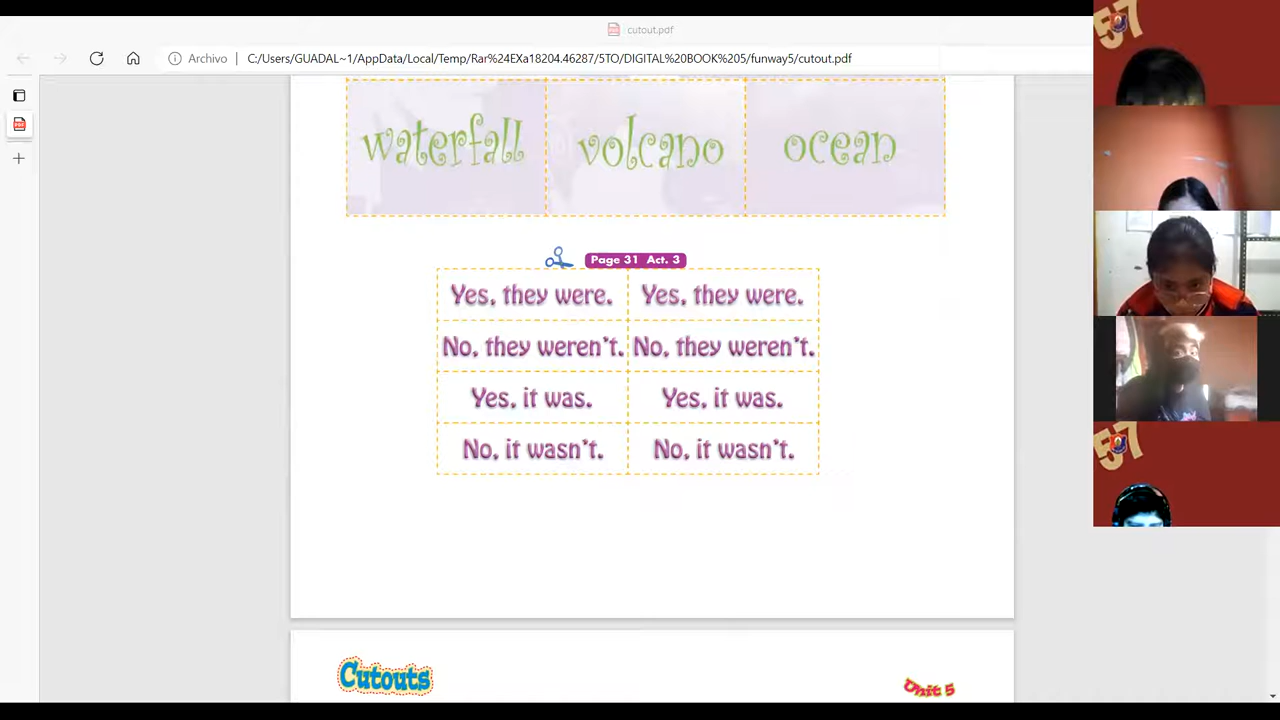 cutout.pdf
Archivo C:/Users/GUADAL~1/AppData/Local/Temp/Rar%24EXa18204.46287/5TO/DIGITAL%20BOOK%205/funway5/cutout.pdf
waterfall volcano ocean
Page 31 Act. 3
Yes, they were. Yes, they were.
No, they weren't. No, they weren't.
Yes, it was. Yes, it was.
No, it wasn't. No, it wasn't.
Cutouts Unit 5
57
57